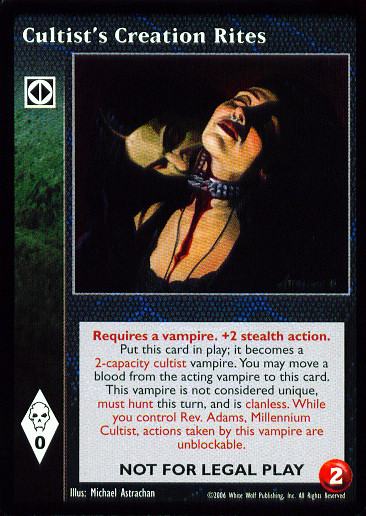 Cultist's Creation Rites
Requires a vampire. +2 stealth action.
Put this card in play; it becomes a
2-capacity cultist vampire. You may move a
blood from the acting vampire to this card.
This vampire is not considered unique,
must hunt this turn, and is clanless. While
you control Rev. Adams, Millennium
Cultist, actions taken by this vampire are
unblockable.
0
NOT FOR LEGAL PLAY
2
Illus: Michael Astrachan
©2006 White Wolf Publishing, Inc. All Rights Reserved